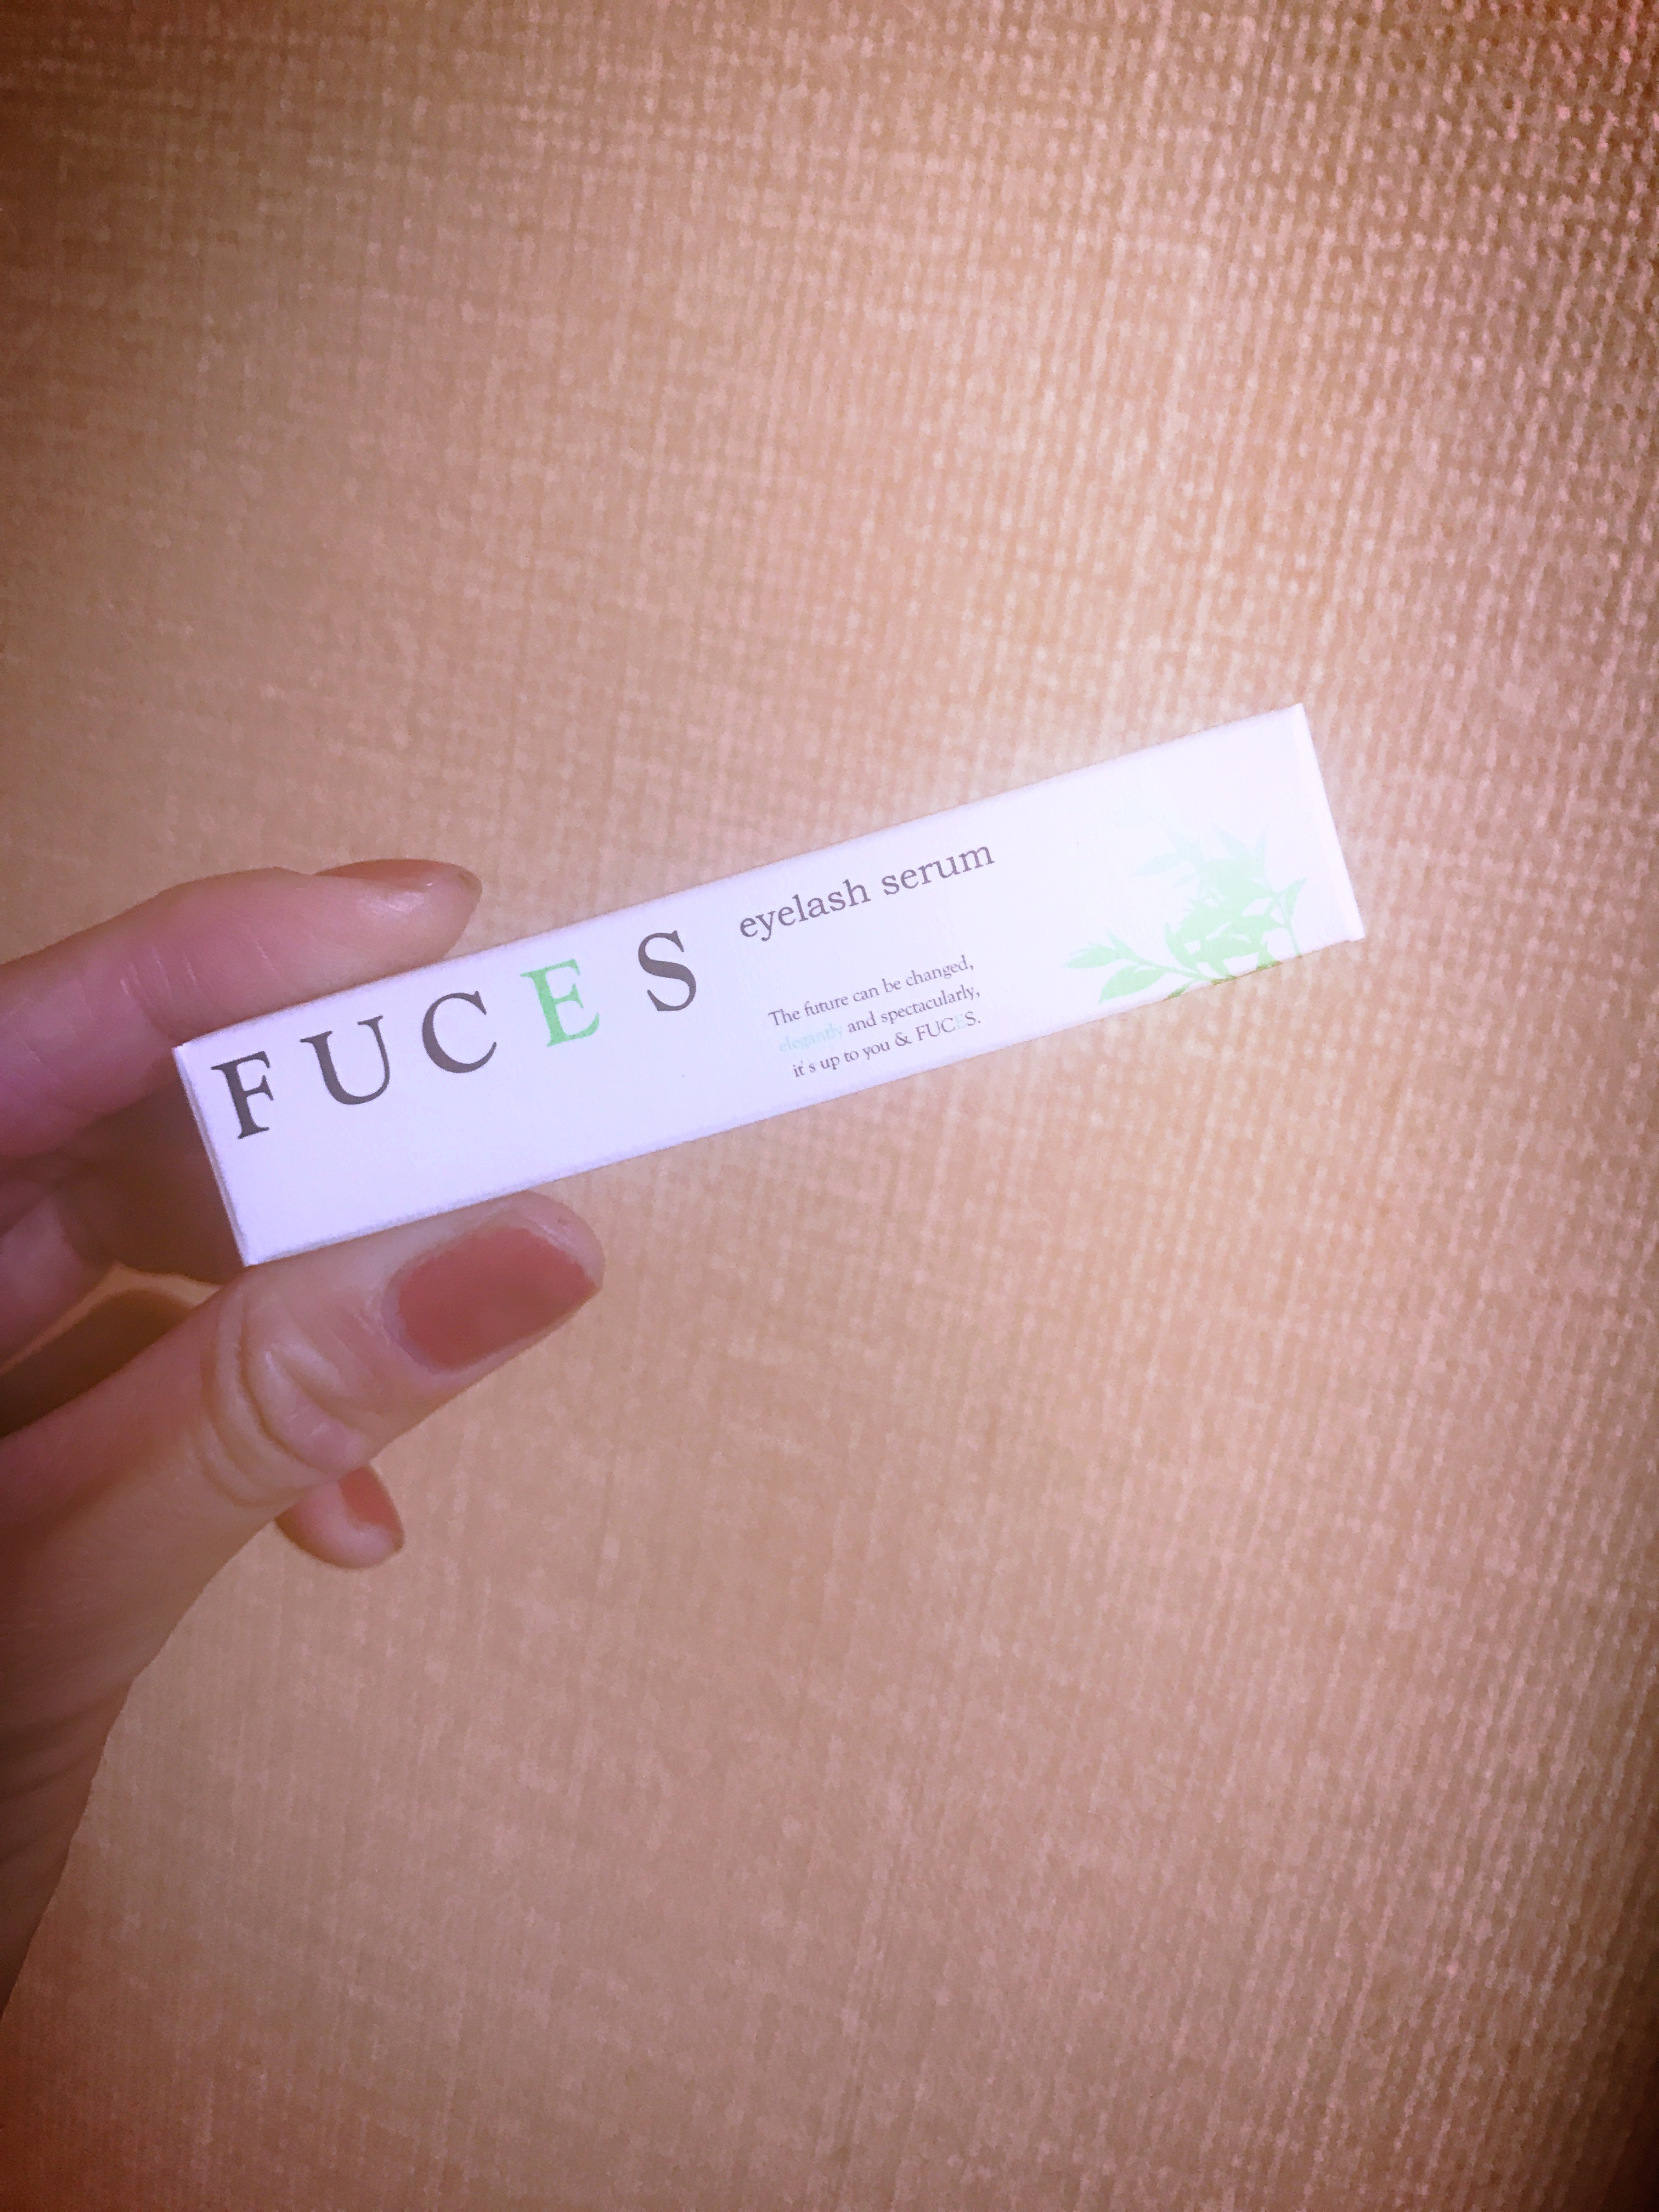 FUCES
eyelash serum
The future can be changed,
elegantly and spectacularly,
it's up to you & FUCES.